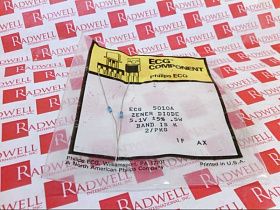 RADWELL
ECG
COMPONENT
Philips ECG
ECG 5010A
ZENER DIODE
5.1V ±5% .5W
BAND IS K
2/PKG
1F AX
Philips ECG, Williamsport, PA 17701
A North American Philips Company
Printed in U.S.A.